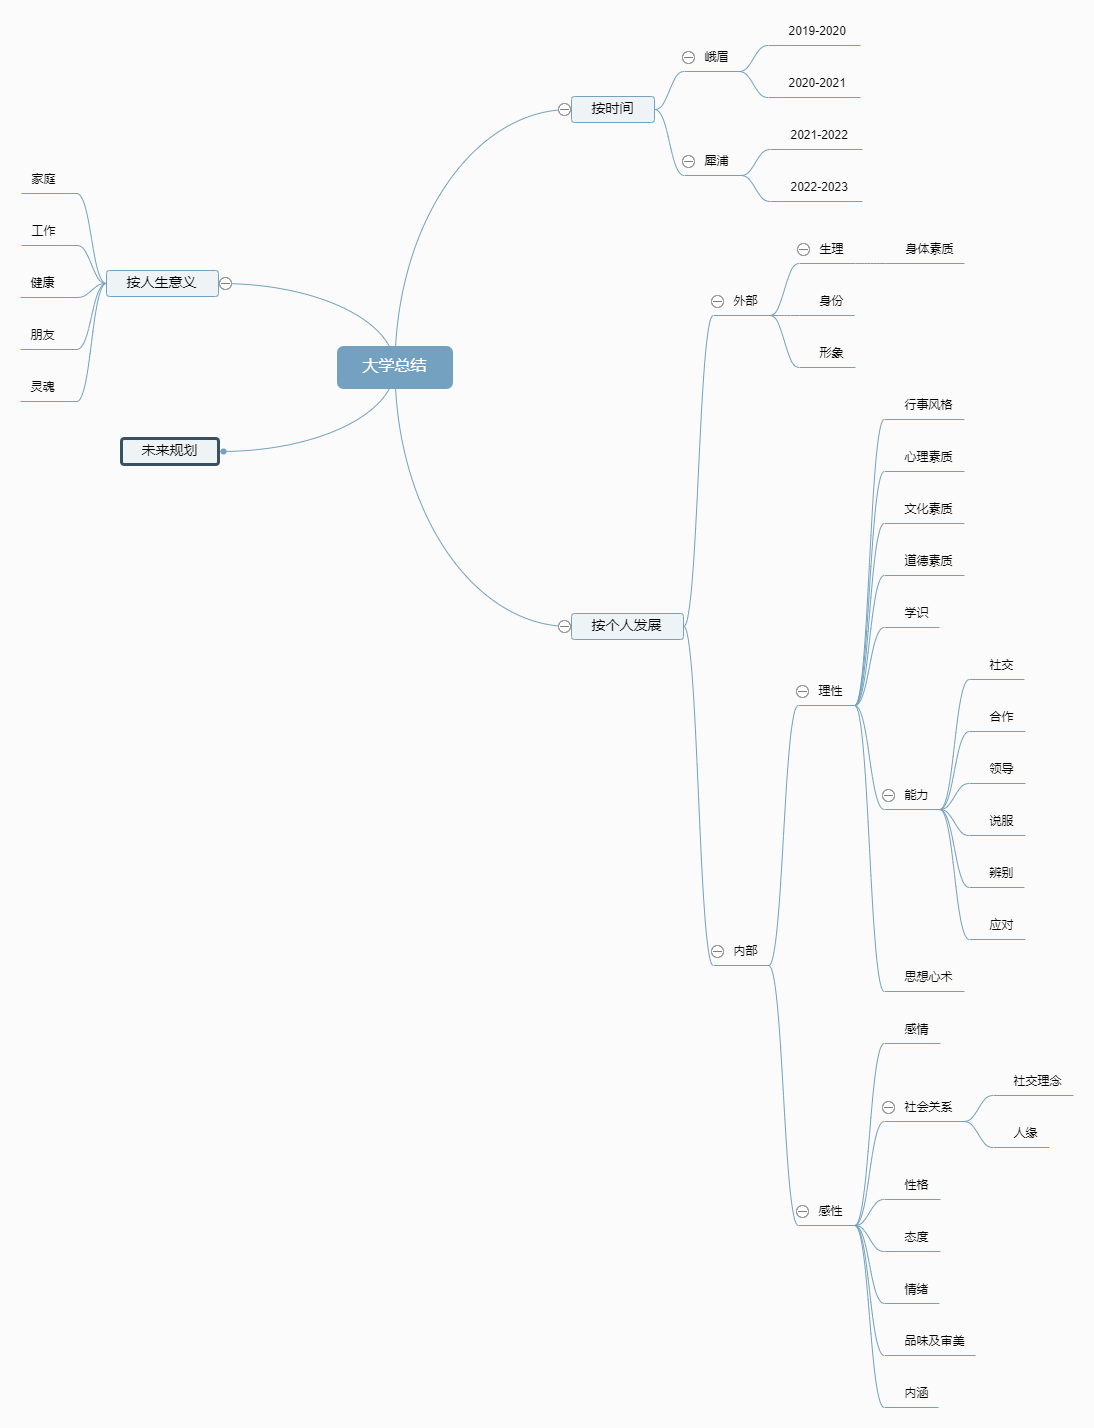 大学总结
按时间
峨眉
2019-2020
2020-2021
犀浦
2021-2022
2022-2023
按个人发展
外部
生理
身体素质
身份
形象
内部
理性
行事风格
心理素质
文化素质
道德素质
学识
能力
社交
合作
领导
说服
辨别
应对
思想心术
感性
感情
社会关系
社交理念
人缘
性格
态度
情绪
品味及审美
内涵
按人生意义
家庭
工作
健康
朋友
灵魂
未来规划